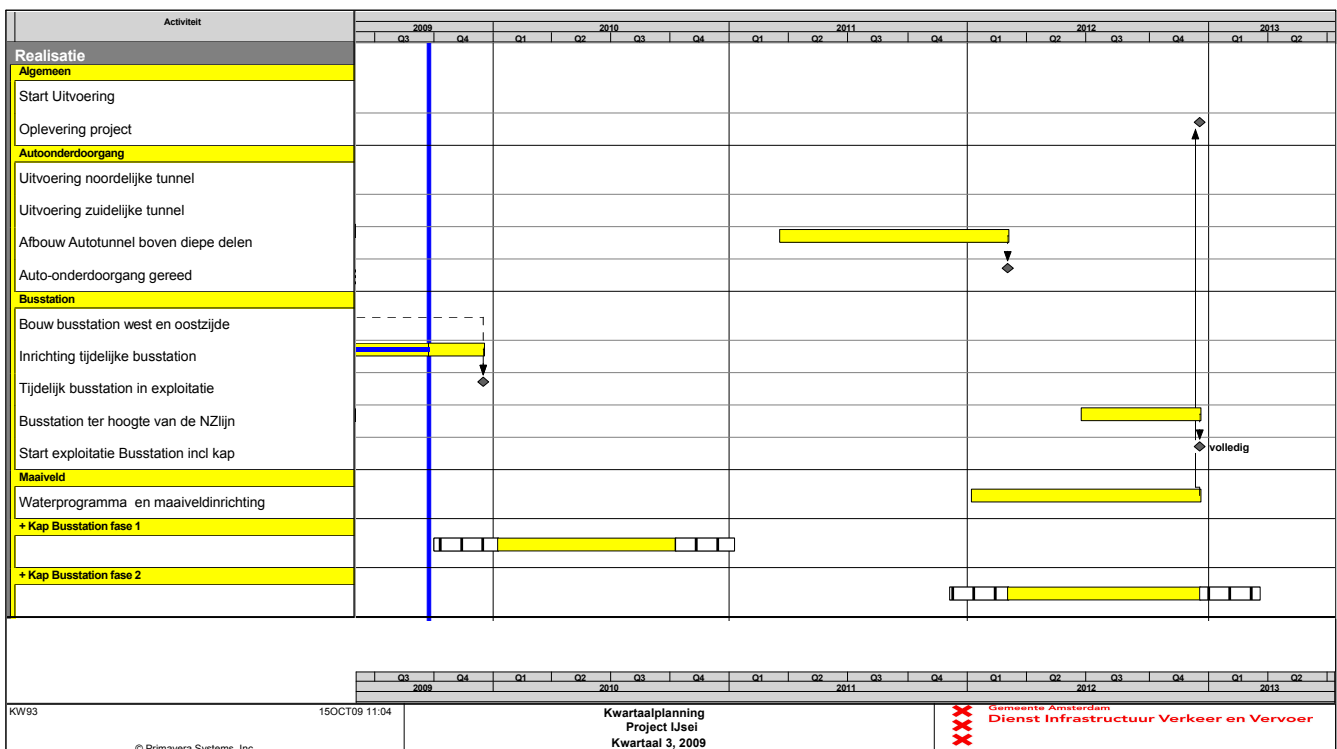 Activiteit
2009 2010 2011 2012 2013
Q3 Q4 Q1 Q2 Q3 Q4 Q1 Q2 Q3 Q4 Q1 Q2 Q3 Q4 Q1 Q2
Realisatie
Algemeen
Start Uitvoering
Oplevering project
Autoonderdoorgang
Uitvoering noordelijke tunnel
Uitvoering zuidelijke tunnel
Afbouw Autotunnel boven diepe delen
Auto-onderdoorgang gereed
Busstation
Bouw busstation west en oostzijde
Inrichting tijdelijke busstation
Tijdelijk busstation in exploitatie
Busstation ter hoogte van de NZlijn
Start exploitatie Busstation incl kap
volledig
Maaiveld
Waterprogramma en maaiveldinrichting
+ Kap Busstation fase 1
+ Kap Busstation fase 2
Q3 Q4 Q1 Q2 Q3 Q4 Q1 Q2 Q3 Q4 Q1 Q2 Q3 Q4 Q1 Q2
2009 2010 2011 2012 2013
KW93 15OCT09 11:04
© Primavera Systems, Inc.
Kwartaalplanning
Project IJsei
Kwartaal 3, 2009
Gemeente Amsterdam
Dienst Infrastructuur Verkeer en Vervoer